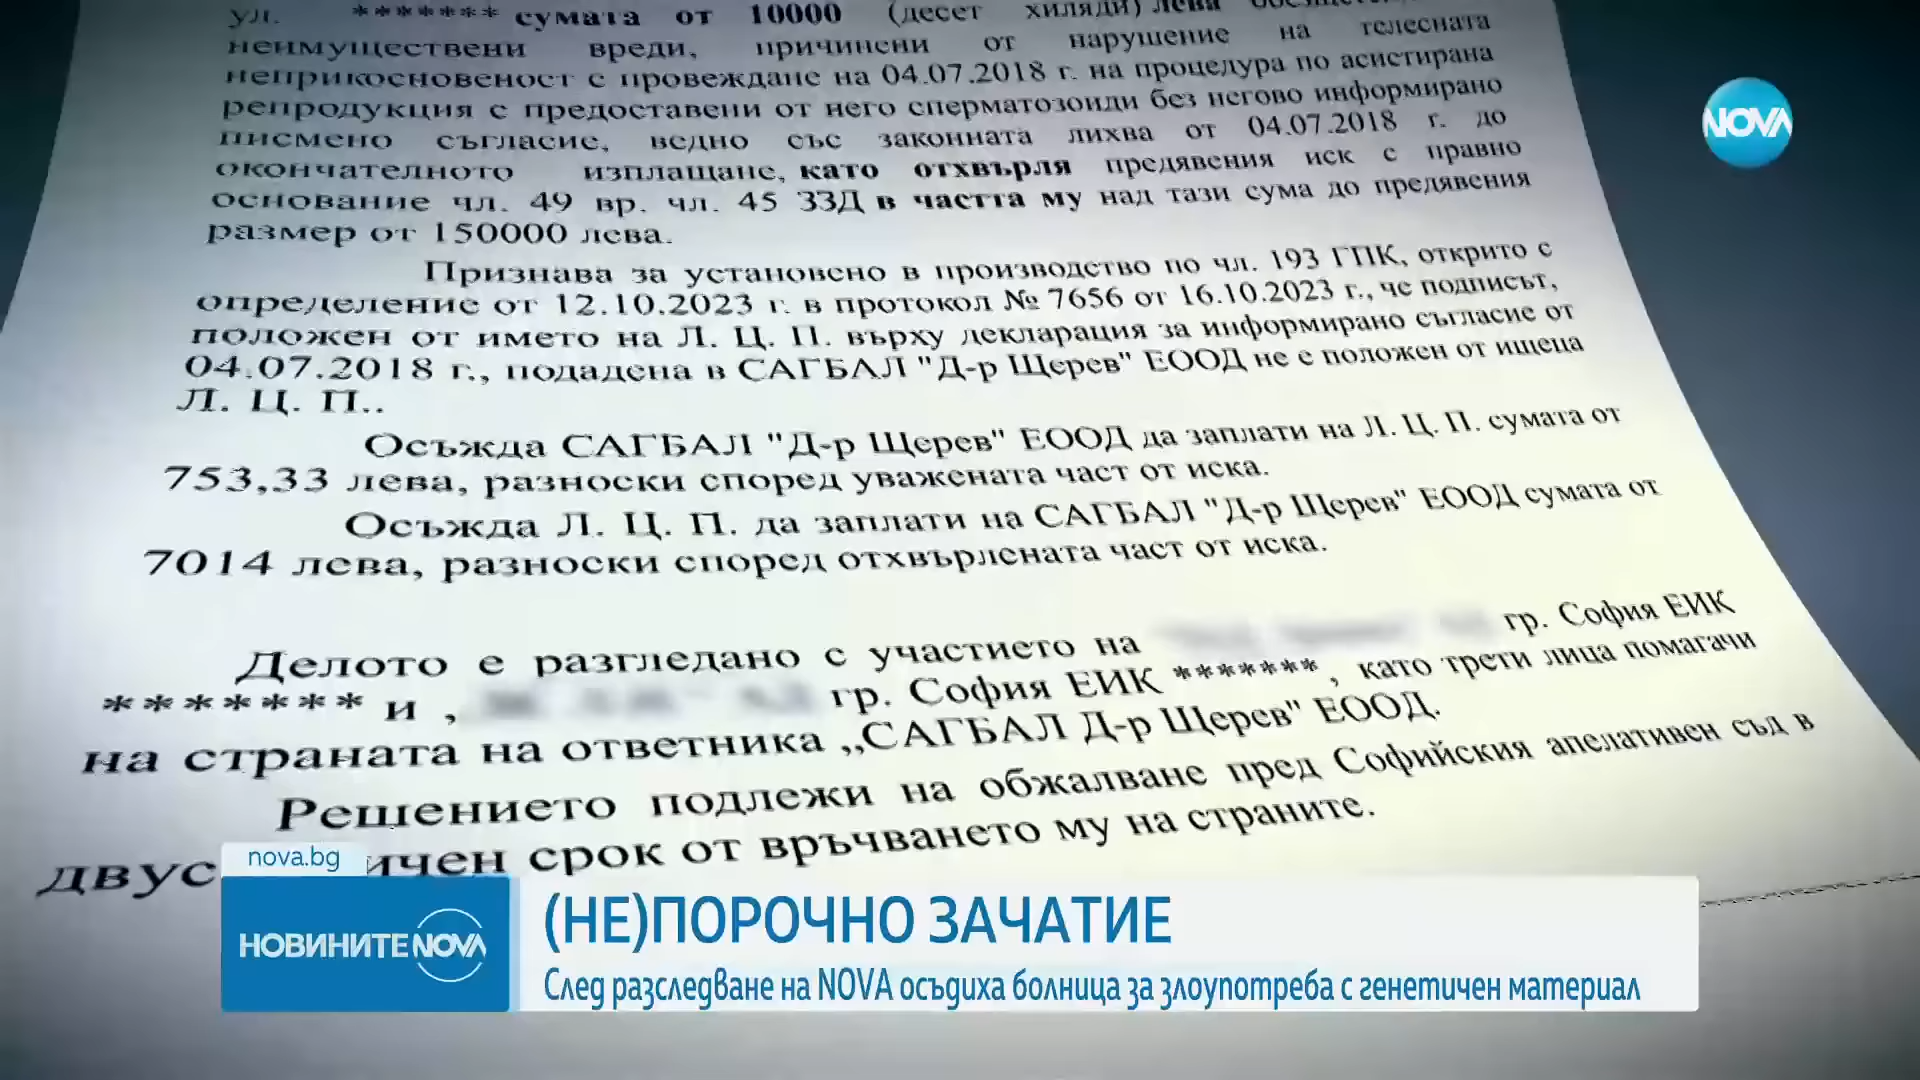 ул. ******* сумата от 10000 (десет хиляди) лева
неимуществени вреди, причинени от нарушение на телесната
неприкосновеност с провеждане на 04.07.2018 г. на процедура по асистирана
репродукция с предоставени от него сперматозоиди без негово информирано
писмено съгласие, ведно със законната лихва от 04.07.2018 г. до
окончателното изплащане, като отхвърля предявения иск с правно
основание чл. 49 вр. чл. 45 ЗЗД в частта му над тази сума до предявения
размер от 150000 лева.
Признава за установено в производство по чл. 193 ГПК, открито с
определение от 12.10.2023 г. в протокол № 7656 от 16.10.2023 г., че подписът,
положен от името на Л. Ц. П. върху декларация за информирано съгласие от
04.07.2018 г., подадена в САГБАЛ "Д-р Щерев" ЕООД не е положен от ищеца
Л. Ц. П..
Осъжда САГБАЛ "Д-р Щерев" ЕООД да заплати на Л. Ц. П. сумата от
753,33 лева, разноски според уважената част от иска.
Осъжда Л. Ц. П. да заплати на САГБАЛ "Д-р Щерев" ЕООД сумата от
7014 лева, разноски според отхвърлената част от иска.
Делото е разгледано с участието на гр. София ЕИК
******* и , гр. София ЕИК *******, като трети лица помагачи
на страната на ответника „САГБАЛ Д-р Щерев" ЕООД.
Решението подлежи на обжалване пред Софийския апелативен съд в
срок от връчването му на страните.
NOVA
nova.bg
НОВИНИТЕ NOVA
(НЕ)ПОРОЧНО ЗАЧАТИЕ
След разследване на NOVA осъдиха болница за злоупотреба с генетичен материал